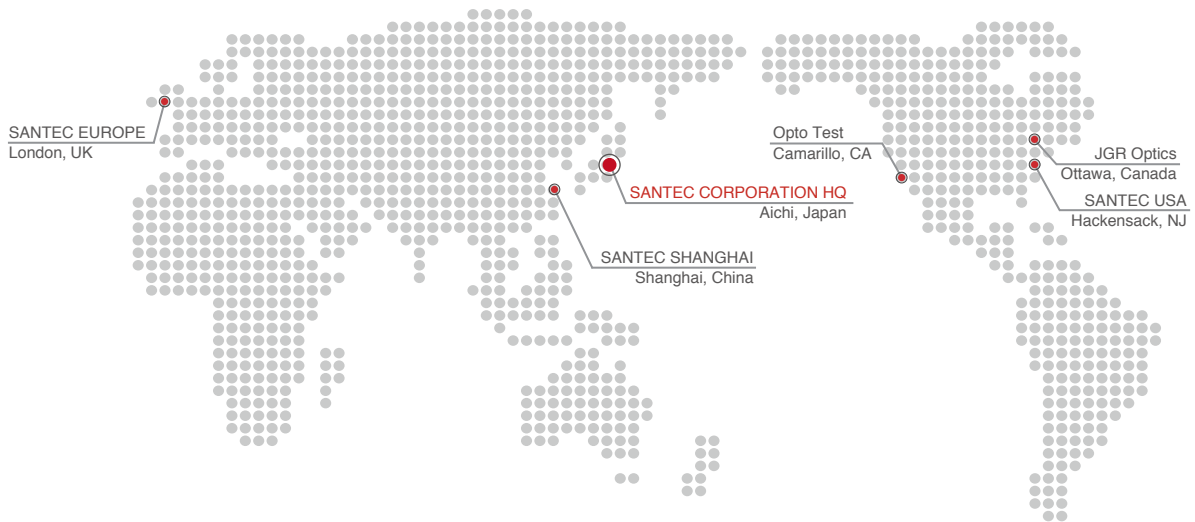 SANTEC EUROPE
London, UK
Opto Test
Camarillo, CA
JGR Optics
Ottawa, Canada
SANTEC CORPORATION HQ
Aichi, Japan
SANTEC USA
Hackensack, NJ
SANTEC SHANGHAI
Shanghai, China